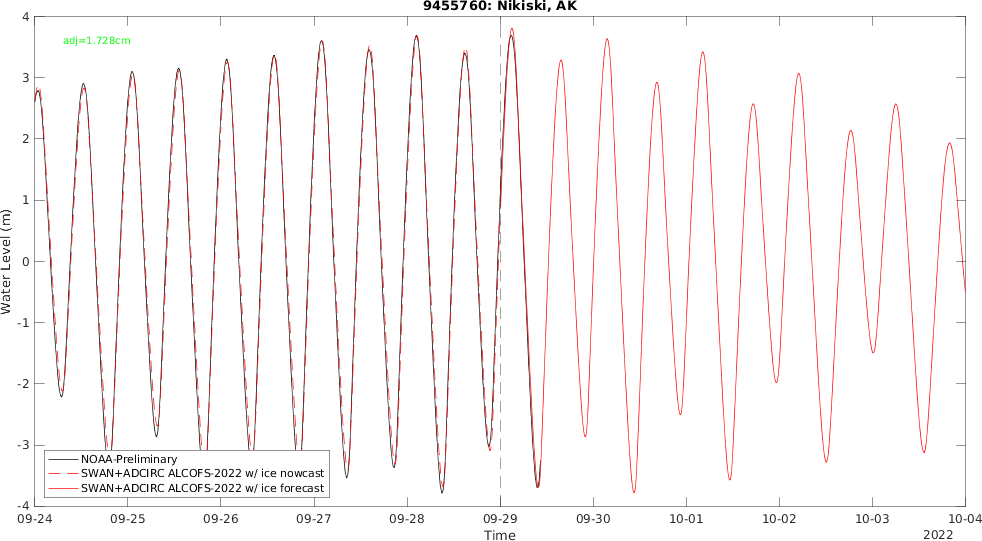 9455760: Nikiski, AK
adj=1.728cm
4
3
2
1
0
-1
-2
-3
-4
Water Level (m)
NOAA-Preliminary
SWAN+ADCIRC ALCOFS-2022 w/ ice nowcast
SWAN+ADCIRC ALCOFS-2022 w/ ice forecast
09-24 09-25 09-26 09-27 09-28 09-29 09-30 10-01 10-02 10-03 10-04
Time
2022